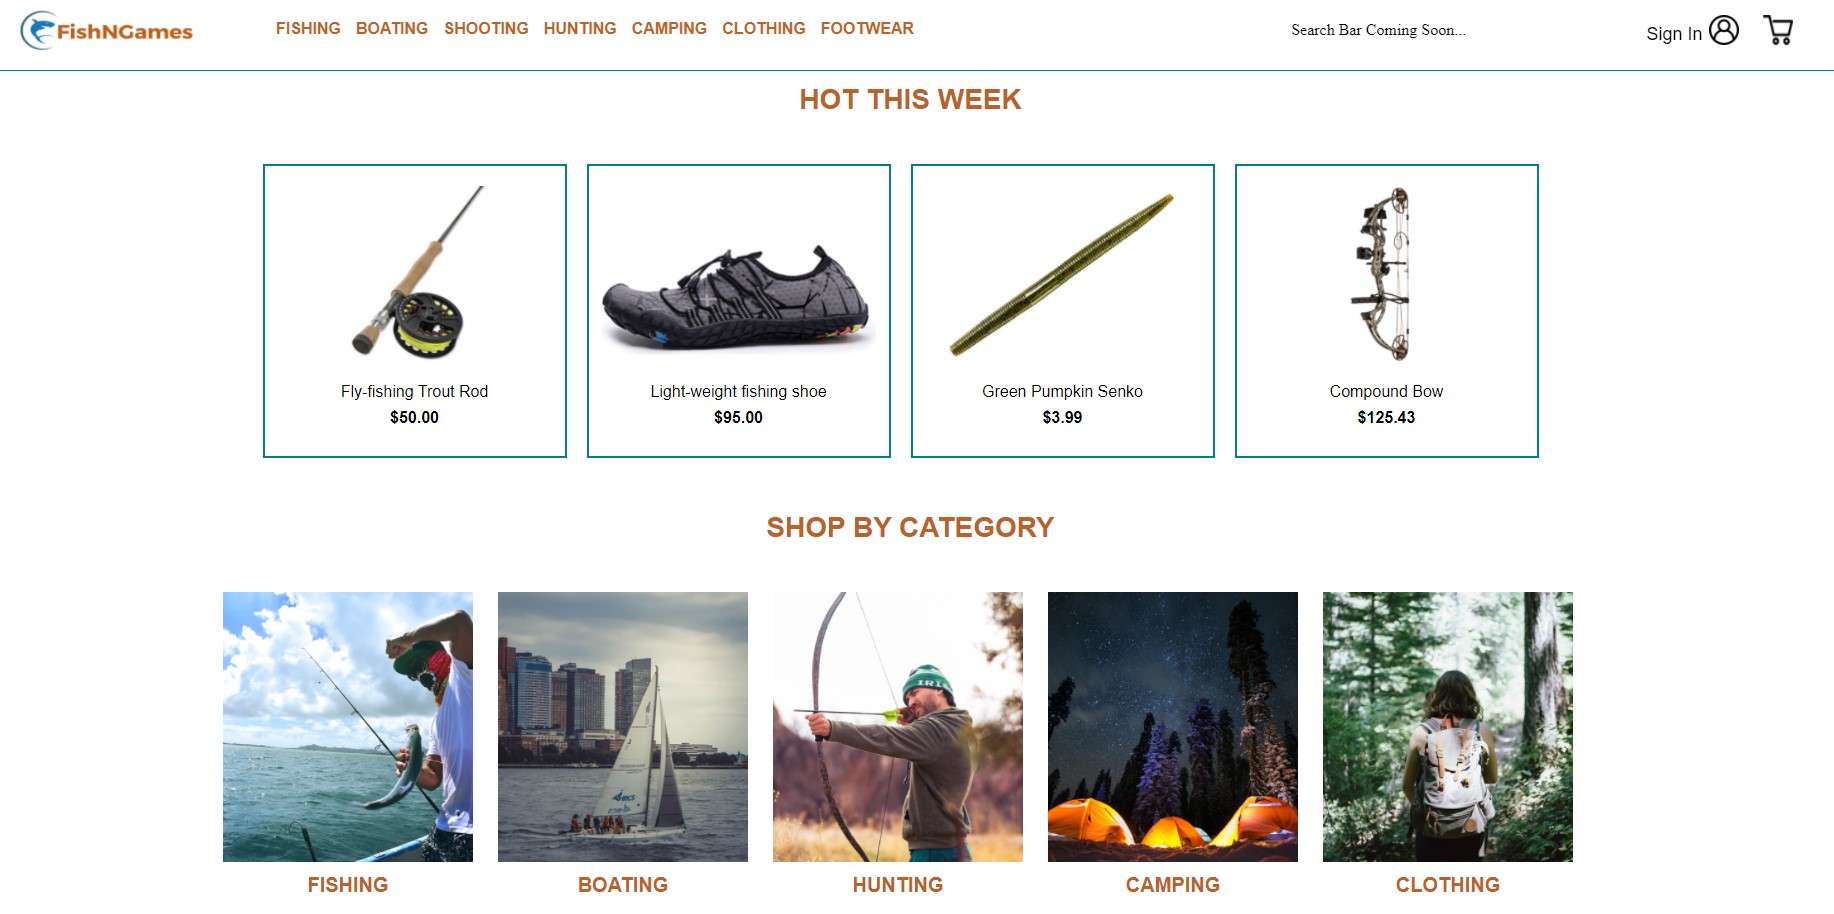 FishNGames
FISHING BOATING SHOOTING HUNTING CAMPING CLOTHING FOOTWEAR
Search Bar Coming Soon...
Sign In
HOT THIS WEEK
Fly-fishing Trout Rod
$50.00
Light-weight fishing shoe
$95.00
Green Pumpkin Senko
$3.99
Compound Bow
$125.43
SHOP BY CATEGORY
IRIS
FISHING
BOATING
HUNTING
CAMPING
CLOTHING